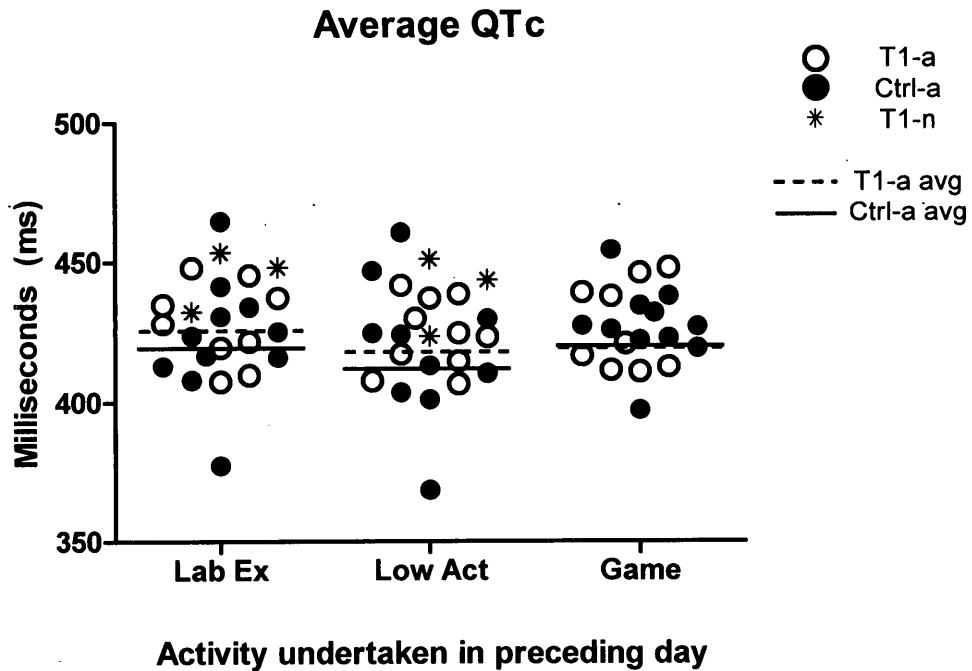 Average QTc
T1-a
Ctrl-a
T1-n
T1-a avg
Ctrl-a avg
Milliseconds (ms)
500
450
400
350
Lab Ex
Low Act
Game
Activity undertaken in preceding day